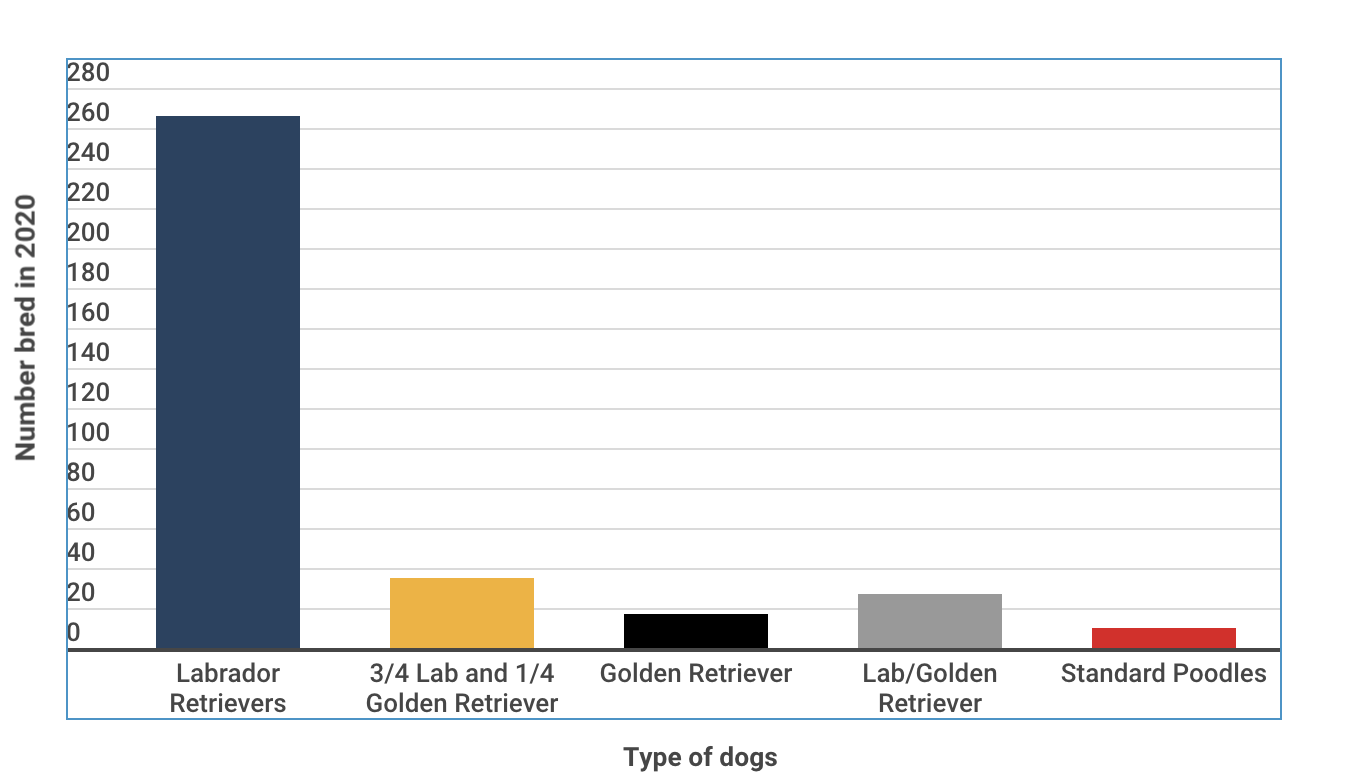 280
260
240
220
200
180
160
140
120
100
80
60
40
20
0
Number bred in 2020
Labrador
Retrievers
3/4 Lab and 1/4
Golden Retriever
Golden Retriever
Lab/Golden
Retriever
Standard Poodles
Type of dogs